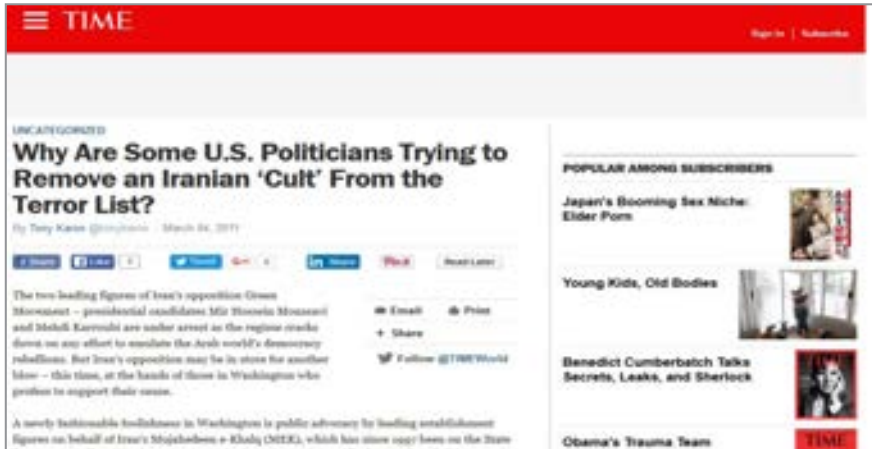 TIME
Sign In | Subscribe
UNCATEGORIZED
Why Are Some U.S. Politicians Trying to
Remove an Iranian ‘Cult’ From the
Terror List?
By Tony Karon @tonykaron March 04, 2011
Share Like Tweet G+ Share Pin it Read Later
The two leading figures of Iran's opposition Green
Movement – presidential candidates Mir Hossein Mousavi
and Mehdi Karroubi are under arrest as the regime cracks
down on any effort to emulate the Arab world's democracy
rebellions. But Iran's opposition may be in store for another
blow – this time, at the hands of those in Washington who
profess to support their cause.
Email Print
+ Share
Follow @TIMEWorld
A newly fashionable foolishness in Washington is public advocacy by leading establishment
figures on behalf of Iran's Mujahedeen e-Khalq (MEK), which has since 1997 been on the State
POPULAR AMONG SUBSCRIBERS
Japan's Booming Sex Niche:
Elder Porn
Young Kids, Old Bodies
Benedict Cumberbatch Talks
Secrets, Leaks, and Sherlock
TIME
Obama's Trauma Team
TIME